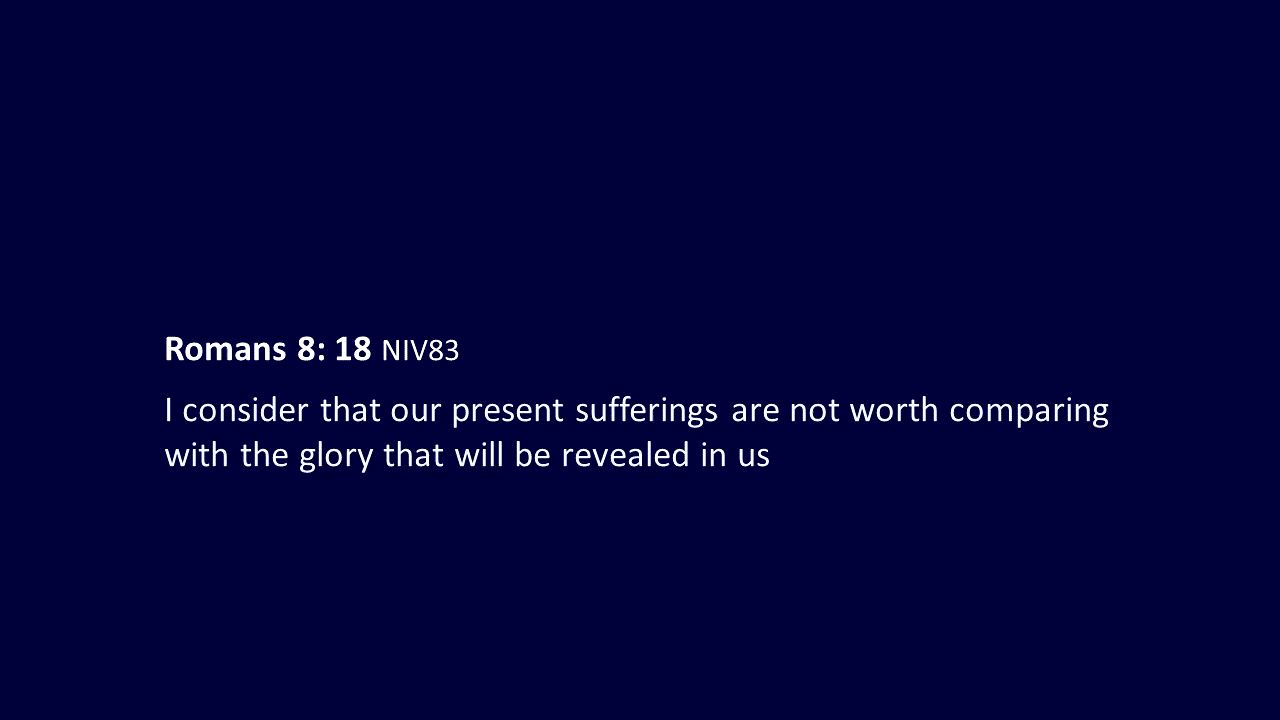 Romans 8: 18 NIV83
I consider that our present sufferings are not worth comparing
with the glory that will be revealed in us